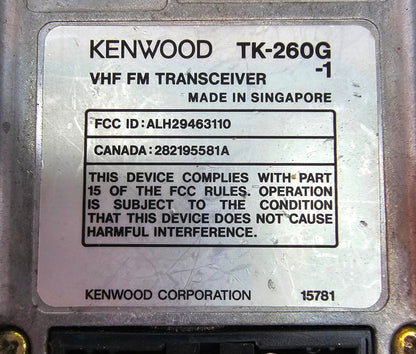 KENWOOD TK-260G
-1
VHF FM TRANSCEIVER
MADE IN SINGAPORE
FCC ID : ALH29463110
CANADA : 282195581A
THIS DEVICE COMPLIES WITH PART
15 OF THE FCC RULES. OPERATION
IS SUBJECT TO THE CONDITION
THAT THIS DEVICE DOES NOT CAUSE
HARMFUL INTERFERENCE.
KENWOOD CORPORATION 15781